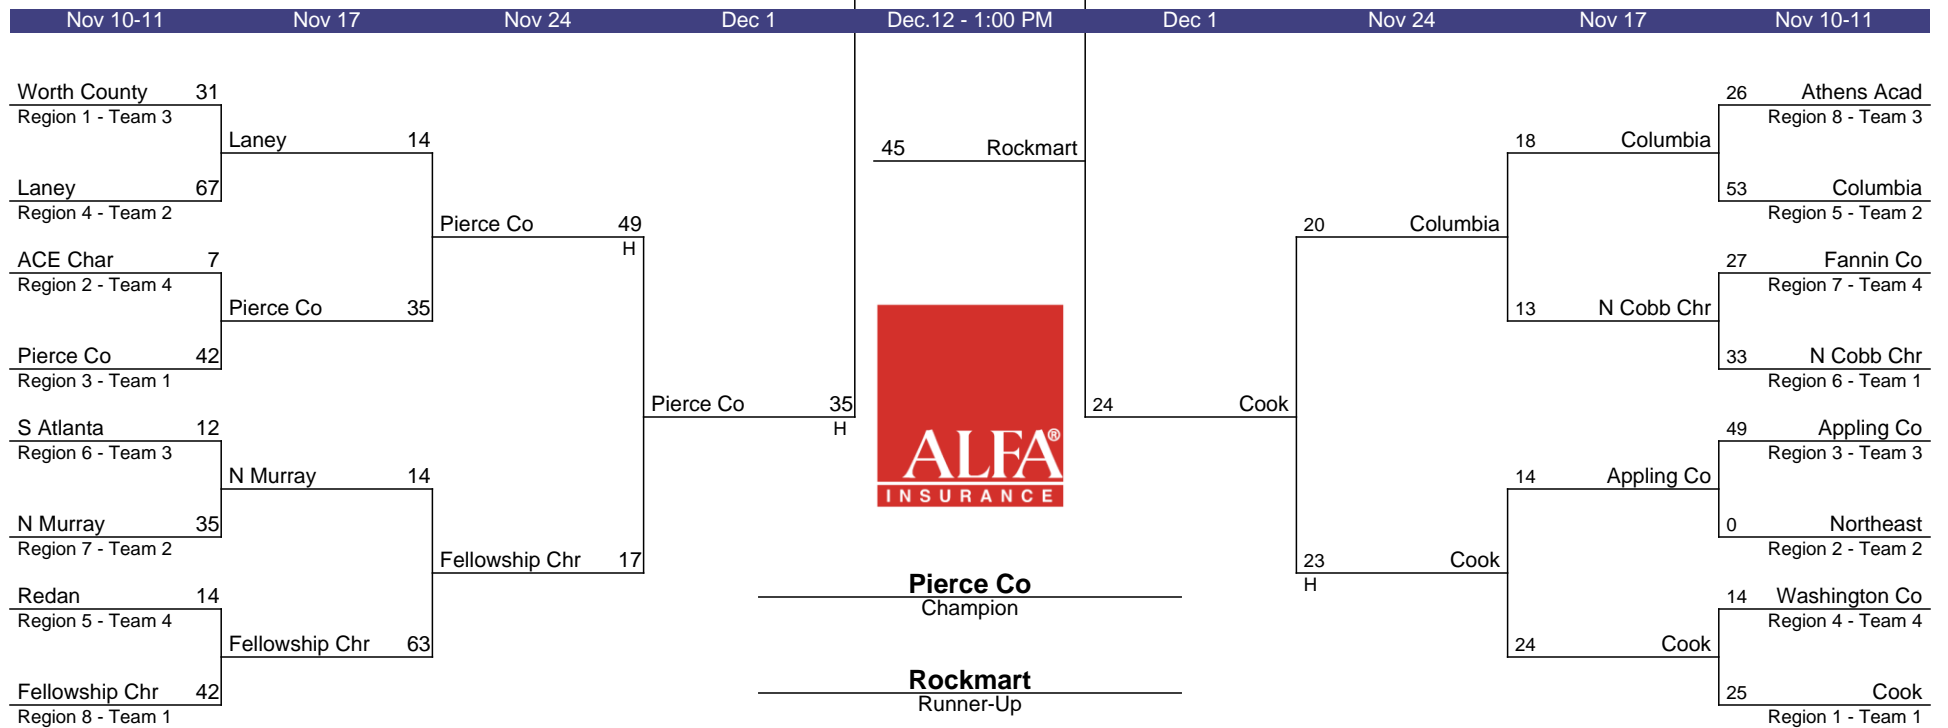 Nov 10-11 Nov 17 Nov 24 Dec 1 Dec.12 - 1:00 PM Dec 1 Nov 24 Nov 17 Nov 10-11
Worth County 31
Region 1 - Team 3
Laney 14
Laney 67
Region 4 - Team 2
Pierce Co 49
H
ACE Char 7
Region 2 - Team 4
Pierce Co 35
Pierce Co 42
Region 3 - Team 1
Pierce Co 35
H
S Atlanta 12
Region 6 - Team 3
N Murray 14
N Murray 35
Region 7 - Team 2
Fellowship Chr 17
Redan 14
Region 5 - Team 4
Fellowship Chr 63
Fellowship Chr 42
Region 8 - Team 1
45 Rockmart
ALFA®
INSURANCE
Pierce Co
Champion
Rockmart
Runner-Up
26 Athens Acad
Region 8 - Team 3
18 Columbia
53 Columbia
Region 5 - Team 2
20 Columbia
27 Fannin Co
Region 7 - Team 4
13 N Cobb Chr
33 N Cobb Chr
Region 6 - Team 1
24 Cook
49 Appling Co
Region 3 - Team 3
14 Appling Co
0 Northeast
Region 2 - Team 2
23 Cook
H
14 Washington Co
Region 4 - Team 4
24 Cook
25 Cook
Region 1 - Team 1